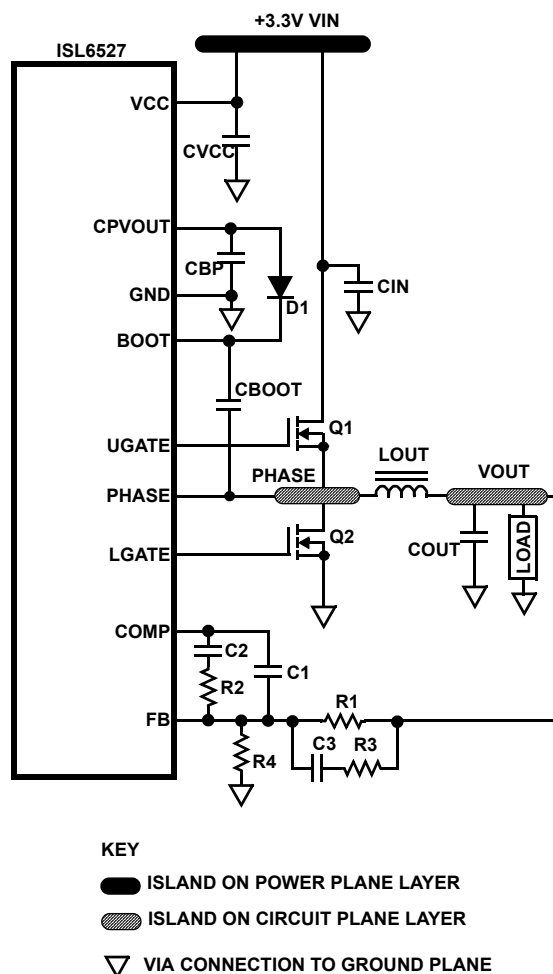 +3.3V VIN
ISL6527
VCC
CVCC
CPVOUT
CBP
GND
D1
CIN
BOOT
CBOOT
Q1
UGATE
LOUT
PHASE
VOUT
PHASE
Q2
COUT
LOAD
LGATE
COMP
C2
C1
R2
R1
FB
C3
R3
R4
KEY
ISLAND ON POWER PLANE LAYER
ISLAND ON CIRCUIT PLANE LAYER
VIA CONNECTION TO GROUND PLANE